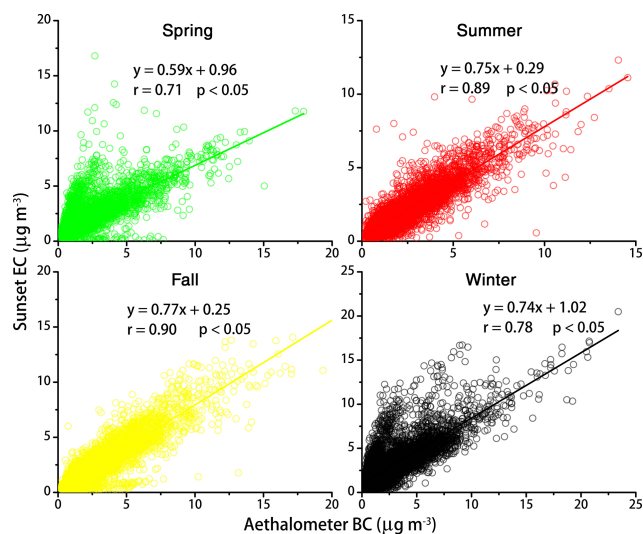 Spring
y = 0.59x + 0.96
r = 0.71 p < 0.05
20
15
10
5
0
0 5 10 15 20
Summer
y = 0.75x + 0.29
r = 0.89 p < 0.05
15
10
5
0
0 5 10 15
Fall
y = 0.77x + 0.25
r = 0.90 p < 0.05
20
15
10
5
0
0 5 10 15 20
Winter
y = 0.74x + 1.02
r = 0.78 p < 0.05
25
20
15
10
5
0
0 5 10 15 20 25
Sunset EC (μg m⁻³)
Aethalometer BC (μg m⁻³)